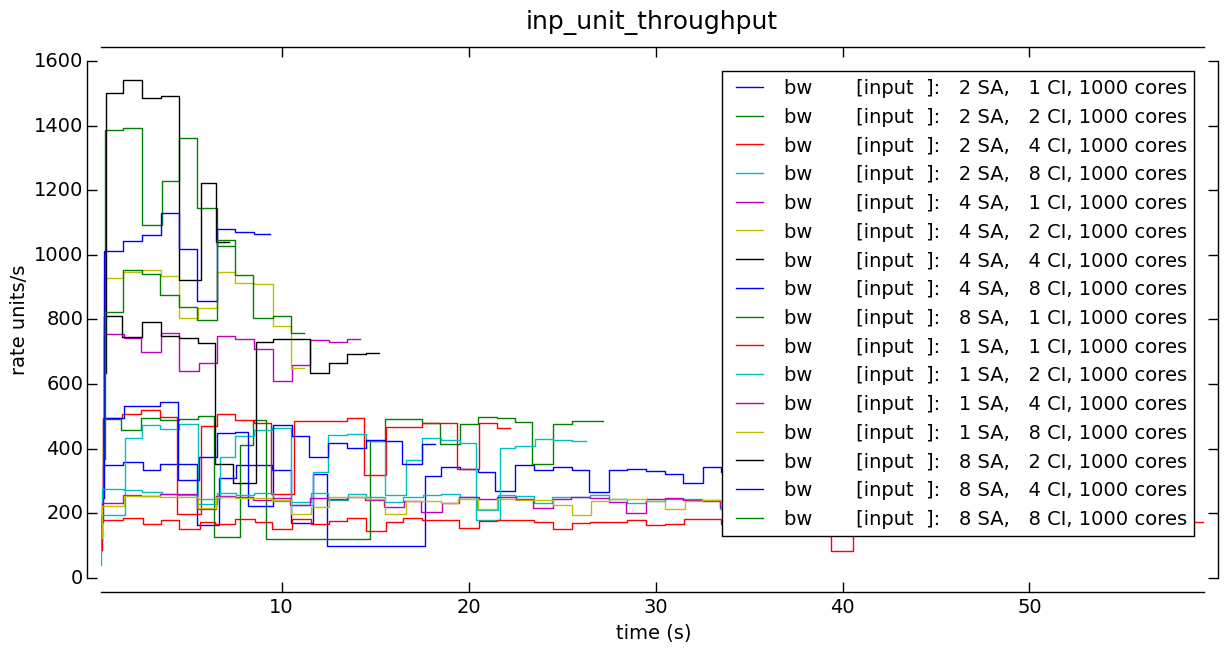 inp_unit_throughput
1600
1400
1200
1000
800
600
400
200
0
rate units/s
bw [input ]: 2 SA, 1 CI, 1000 cores
bw [input ]: 2 SA, 2 CI, 1000 cores
bw [input ]: 2 SA, 4 CI, 1000 cores
bw [input ]: 2 SA, 8 CI, 1000 cores
bw [input ]: 4 SA, 1 CI, 1000 cores
bw [input ]: 4 SA, 2 CI, 1000 cores
bw [input ]: 4 SA, 4 CI, 1000 cores
bw [input ]: 4 SA, 8 CI, 1000 cores
bw [input ]: 8 SA, 1 CI, 1000 cores
bw [input ]: 1 SA, 1 CI, 1000 cores
bw [input ]: 1 SA, 2 CI, 1000 cores
bw [input ]: 1 SA, 4 CI, 1000 cores
bw [input ]: 1 SA, 8 CI, 1000 cores
bw [input ]: 8 SA, 2 CI, 1000 cores
bw [input ]: 8 SA, 4 CI, 1000 cores
bw [input ]: 8 SA, 8 CI, 1000 cores
10 20 30 40 50
time (s)